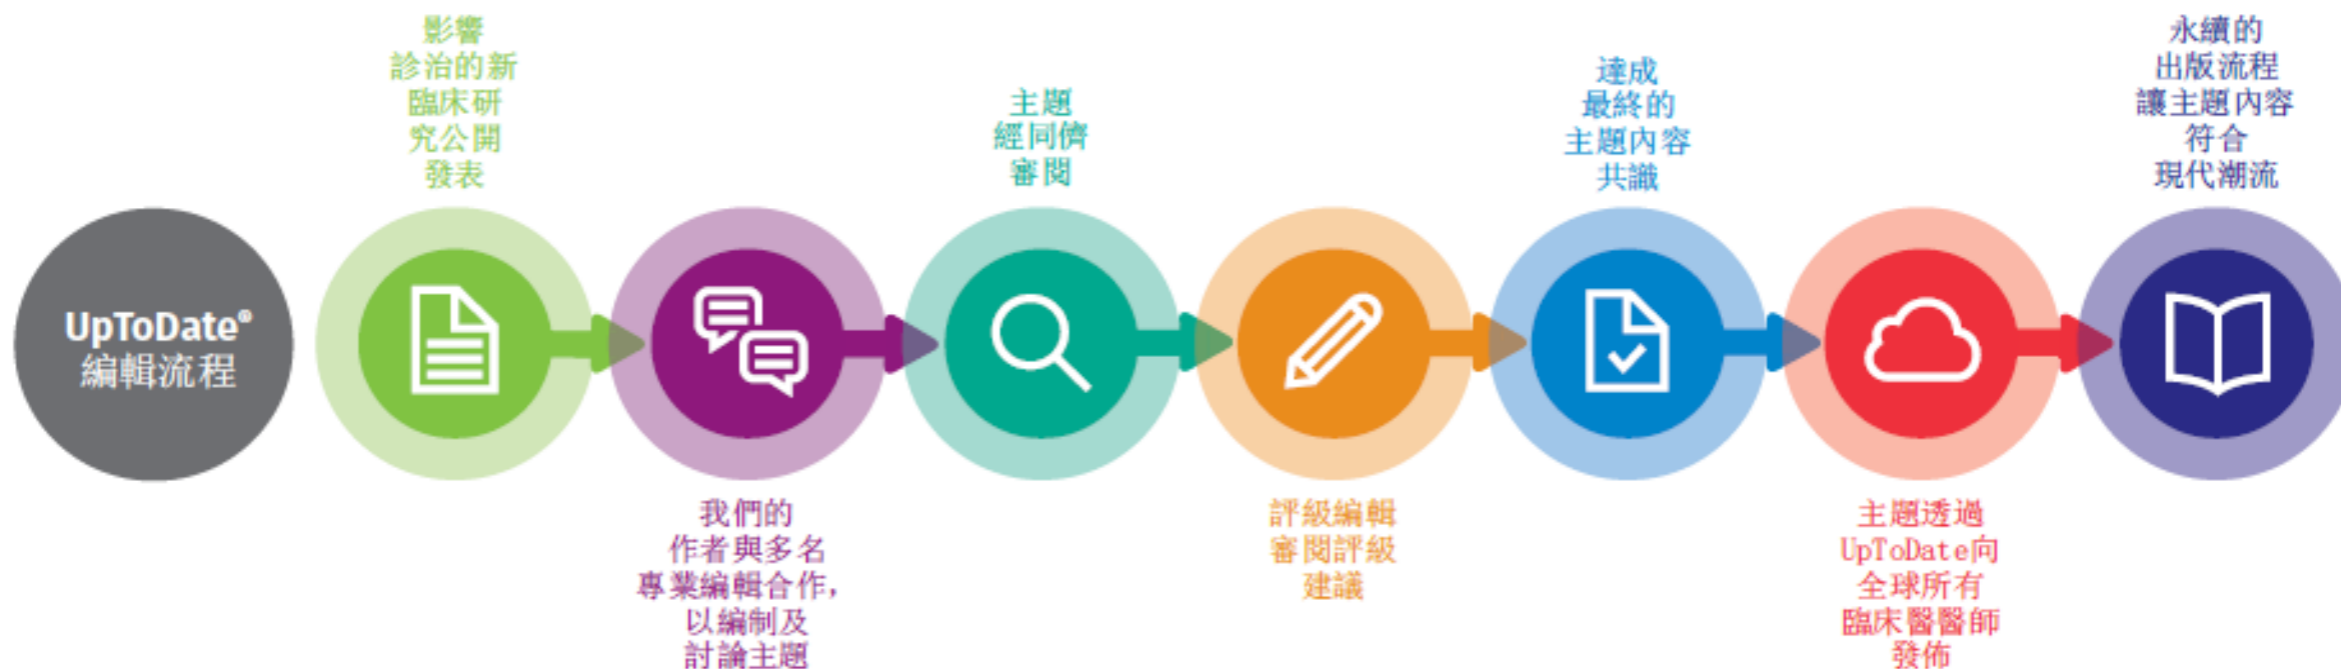 UpToDate®
編輯流程
影響
診治的新
臨床研
究公開
發表
我們的
作者與多名
專業編輯合作，
以編制及
討論主題
主題
經同儕
審閱
評級編輯
審閱評級
建議
達成
最終的
主題內容
共識
主題透過
UpToDate向
全球所有
臨床醫醫師
發佈
永續的
出版流程
讓主題內容
符合
現代潮流